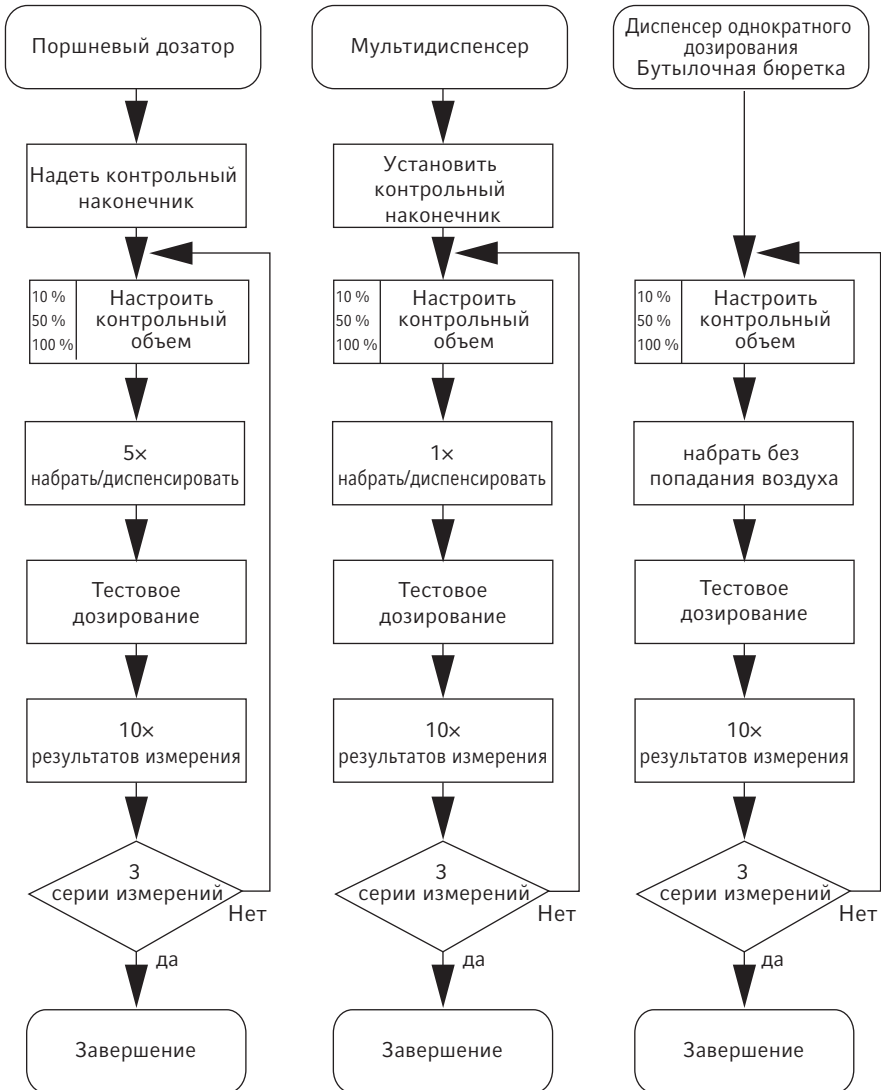 Поршневый дозатор
Надеть контрольный
наконечник
10 %
50 %
100 %
Настроить
контрольный
объем
5×
набрать/диспенсировать
Тестовое
дозирование
10×
результатов измерения
3
серии измерений
Нет
да
Завершение
Мультидиспенсер
Установить
контрольный
наконечник
10 %
50 %
100 %
Настроить
контрольный
объем
1×
набрать/диспенсировать
Тестовое
дозирование
10×
результатов измерения
3
серии измерений
Нет
да
Завершение
Диспенсер однократного
дозирования
Бутылочная бюретка
10 %
50 %
100 %
Настроить
контрольный
объем
набрать без
попадания воздуха
Тестовое
дозирование
10×
результатов измерения
3
серии измерений
Нет
да
Завершение